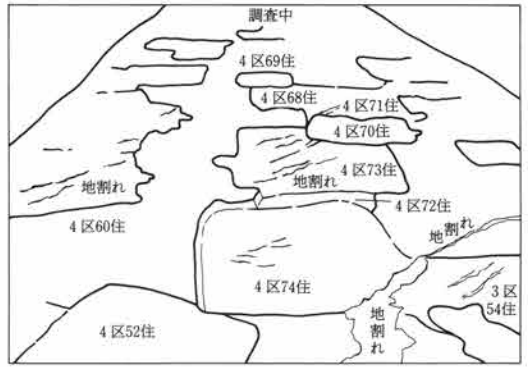 調査中
4区69住
4区68住
4区71住
4区70住
4区73住
地割れ
地割れ
4区72住
4区60住
地割れ
4区74住
3区
54住
地割れ
4区52住